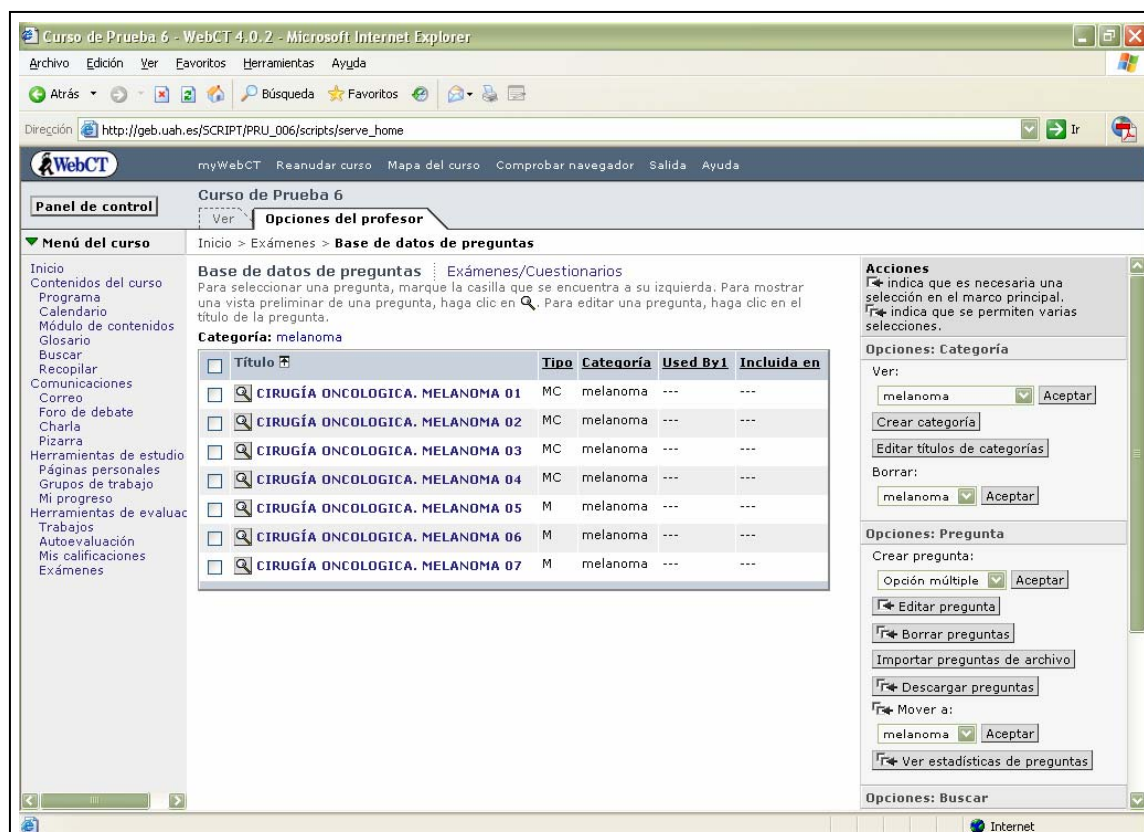 Curso de Prueba 6 - WebCT 4.0.2 - Microsoft Internet Explorer
Archivo Edición Ver Favoritos Herramientas Ayuda
Atrás Búsqueda Favoritos
Dirección http://geb.uah.es/SCRIPT/PRU_006/scripts/serve_home Ir
WebCT myWebCT Reanudar curso Mapa del curso Comprobar navegador Salida Ayuda
Panel de control
Curso de Prueba 6
Ver Opciones del profesor
Menú del curso
Inicio > Exámenes > Base de datos de preguntas
Inicio
Contenidos del curso
Programa
Calendario
Módulo de contenidos
Glosario
Buscar
Recopilar
Comunicaciones
Correo
Foro de debate
Charla
Pizarra
Herramientas de estudio
Páginas personales
Grupos de trabajo
Mi progreso
Herramientas de evaluac
Trabajos
Autoevaluación
Mis calificaciones
Exámenes
Base de datos de preguntas Exámenes/Cuestionarios
Para seleccionar una pregunta, marque la casilla que se encuentra a su izquierda. Para mostrar
una vista preliminar de una pregunta, haga clic en . Para editar una pregunta, haga clic en el
título de la pregunta.
Categoría: melanoma
Título Tipo Categoría Used By1 Incluida en
CIRUGÍA ONCOLOGICA. MELANOMA 01 MC melanoma --- ---
CIRUGÍA ONCOLOGICA. MELANOMA 02 MC melanoma --- ---
CIRUGÍA ONCOLOGICA. MELANOMA 03 MC melanoma --- ---
CIRUGÍA ONCOLOGICA. MELANOMA 04 MC melanoma --- ---
CIRUGÍA ONCOLOGICA. MELANOMA 05 M melanoma --- ---
CIRUGÍA ONCOLOGICA. MELANOMA 06 M melanoma --- ---
CIRUGÍA ONCOLOGICA. MELANOMA 07 M melanoma --- ---
Acciones
indica que es necesaria una
selección en el marco principal.
indica que se permiten varias
selecciones.
Opciones: Categoría
Ver:
melanoma Aceptar
Crear categoría
Editar títulos de categorías
Borrar:
melanoma Aceptar
Opciones: Pregunta
Crear pregunta:
Opción múltiple Aceptar
Editar pregunta
Borrar preguntas
Importar preguntas de archivo
Descargar preguntas
Mover a:
melanoma Aceptar
Ver estadísticas de preguntas
Opciones: Buscar
Internet